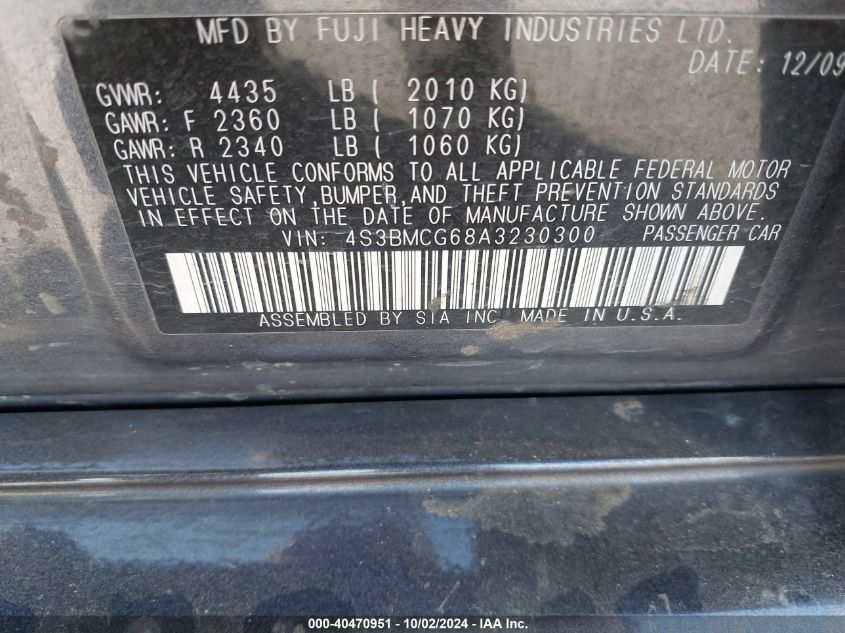 MFD BY FUJI HEAVY INDUSTRIES LTD.
DATE: 12/09
GVWR: 4435 LB ( 2010 KG)
GAWR: F 2360 LB ( 1070 KG)
GAWR: R 2340 LB ( 1060 KG)
THIS VEHICLE CONFORMS TO ALL APPLICABLE FEDERAL MOTOR
VEHICLE SAFETY,BUMPER,AND THEFT PREVENTION STANDARDS
IN EFFECT ON THE DATE OF MANUFACTURE SHOWN ABOVE.
VIN: 4S3BMCG68A3230300 PASSENGER CAR
ASSEMBLED BY SIA INC. MADE IN U.S.A.
000-40470951 - 10/02/2024 - IAA Inc.